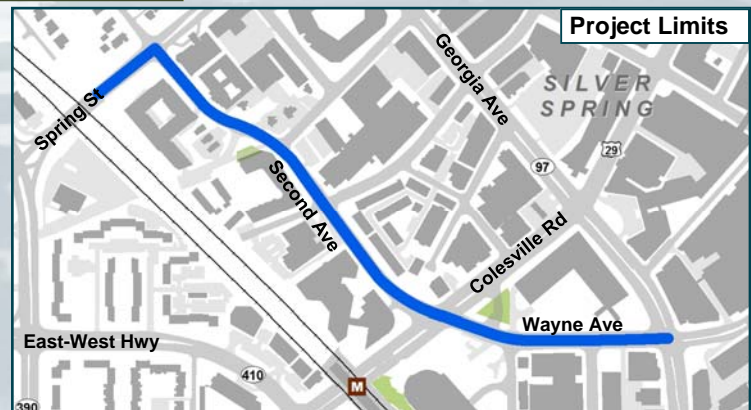 Project Limits
Georgia Ave
SILVER
SPRING
Spring St
29
97
Second Ave
Colesville Rd
Wayne Ave
East-West Hwy
410
M
390